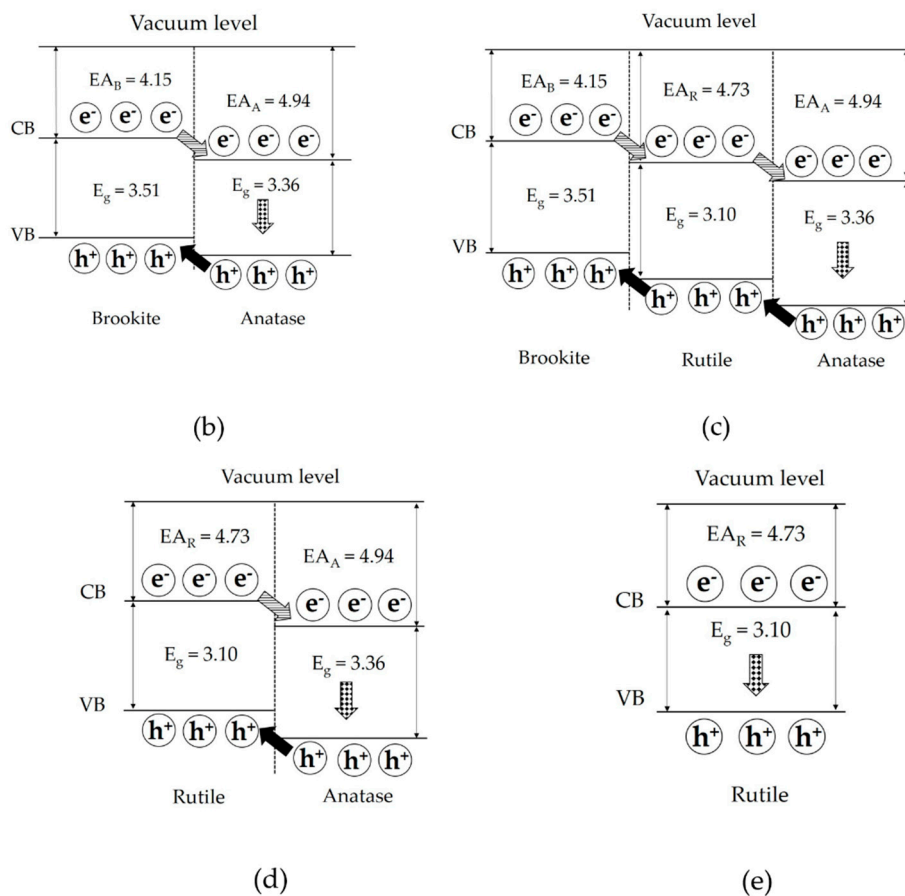 Vacuum level
EA_B = 4.15
EA_A = 4.94
e- e- e-
CB
e- e- e-
E_g = 3.51
E_g = 3.36
VB
h+ h+ h+
h+ h+ h+
Brookite
Anatase
(b)
Vacuum level
EA_B = 4.15
EA_R = 4.73
EA_A = 4.94
e- e- e-
CB
e- e- e-
e- e- e-
E_g = 3.51
E_g = 3.10
E_g = 3.36
VB
h+ h+ h+
h+ h+ h+
h+ h+ h+
Brookite
Rutile
Anatase
(c)
Vacuum level
EA_R = 4.73
EA_A = 4.94
e- e- e-
CB
e- e- e-
E_g = 3.10
E_g = 3.36
VB
h+ h+ h+
h+ h+ h+
Rutile
Anatase
(d)
Vacuum level
EA_R = 4.73
e- e- e-
CB
E_g = 3.10
VB
h+ h+ h+
Rutile
(e)